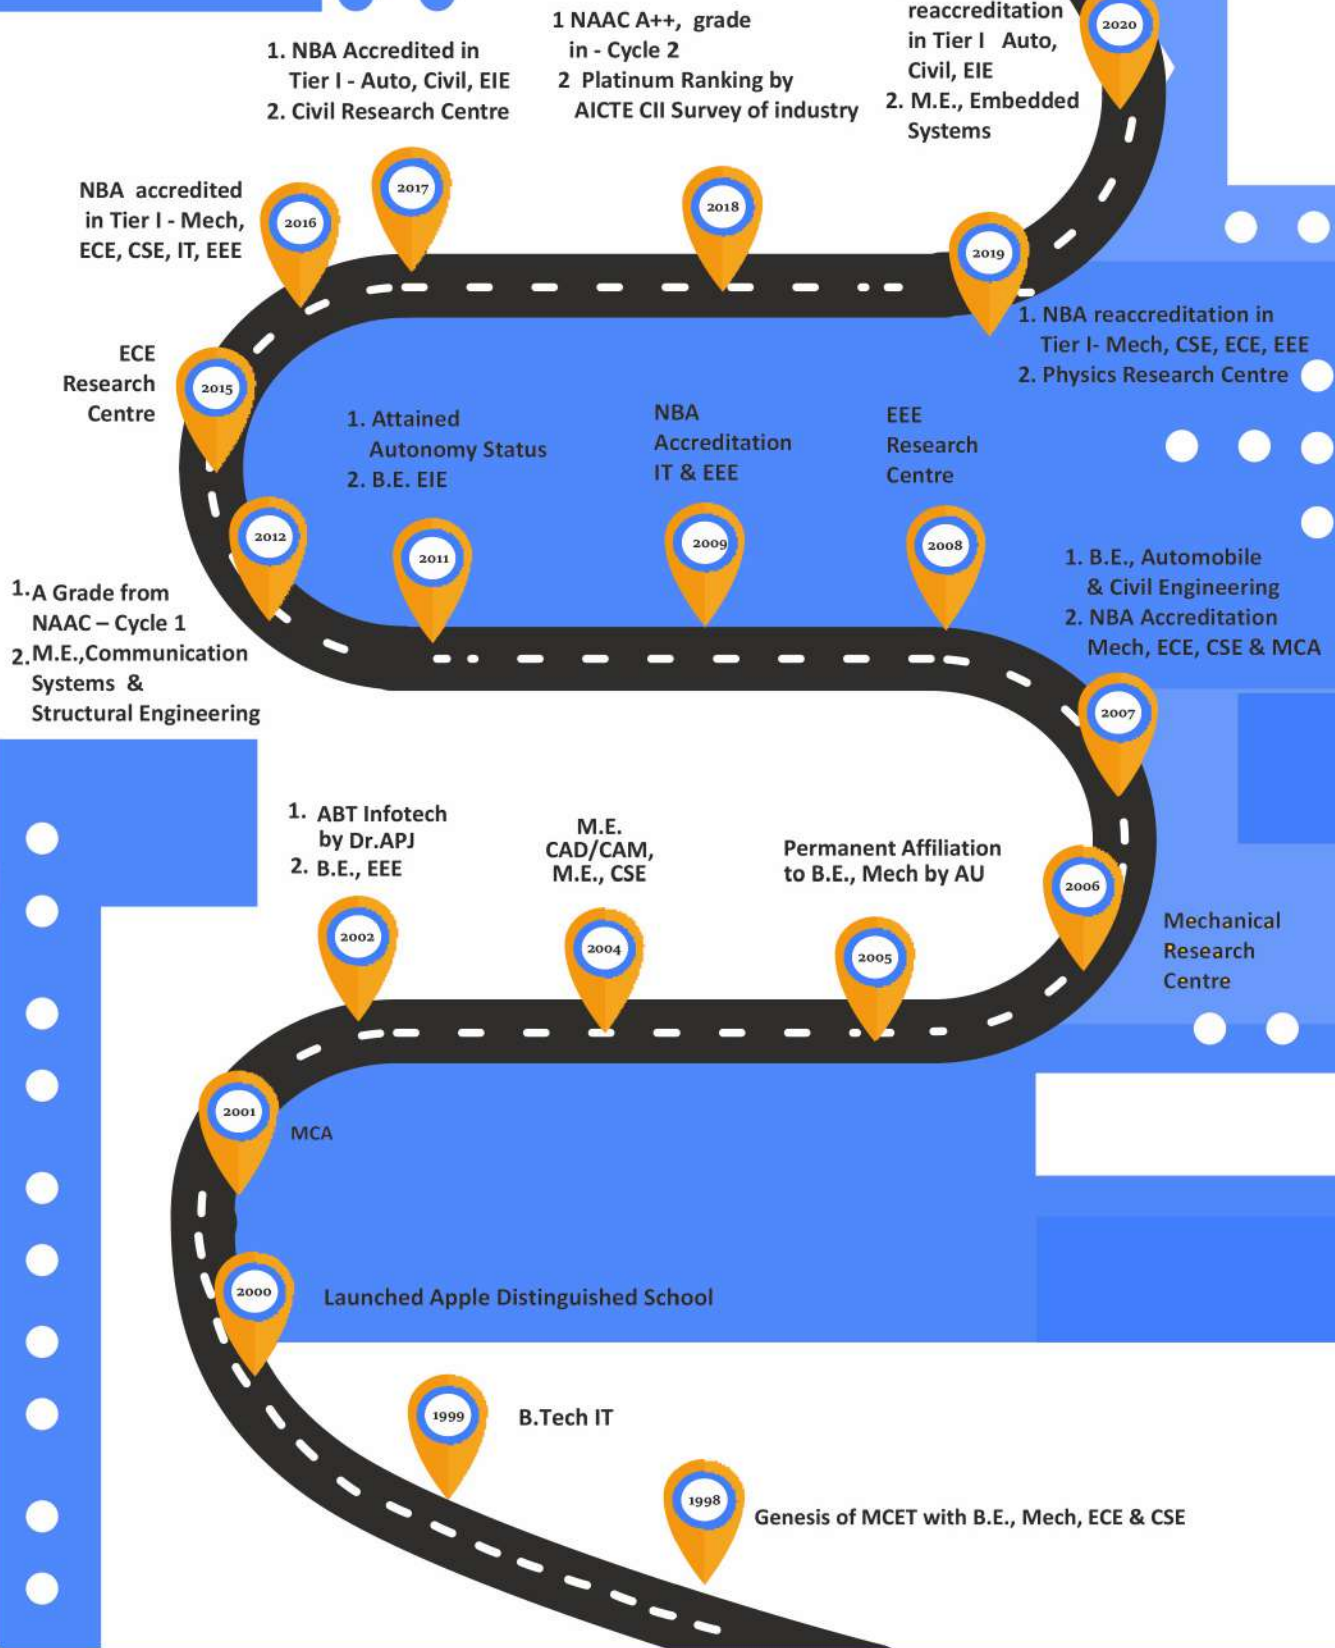 1. NBA Accredited in
Tier I - Auto, Civil, EIE
2. Civil Research Centre
1 NAAC A++, grade
in - Cycle 2
2 Platinum Ranking by
AICTE CII Survey of industry
reaccreditation
in Tier I Auto,
Civil, EIE
2. M.E., Embedded
Systems
2020
NBA accredited
in Tier I - Mech,
ECE, CSE, IT, EEE
2016
2017
2018
2019
1. NBA reaccreditation in
Tier I- Mech, CSE, ECE, EEE
2. Physics Research Centre
ECE
Research
Centre
2015
1. Attained
Autonomy Status
2. B.E. EIE
NBA
Accreditation
IT & EEE
EEE
Research
Centre
2012
2011
2009
2008
1. B.E., Automobile
& Civil Engineering
2. NBA Accreditation
Mech, ECE, CSE & MCA
1. A Grade from
NAAC – Cycle 1
2. M.E.,Communication
Systems &
Structural Engineering
2007
1. ABT Infotech
by Dr.APJ
2. B.E., EEE
M.E.
CAD/CAM,
M.E., CSE
Permanent Affiliation
to B.E., Mech by AU
2006
Mechanical
Research
Centre
2002
2004
2005
2001
MCA
2000
Launched Apple Distinguished School
1999
B.Tech IT
1998
Genesis of MCET with B.E., Mech, ECE & CSE